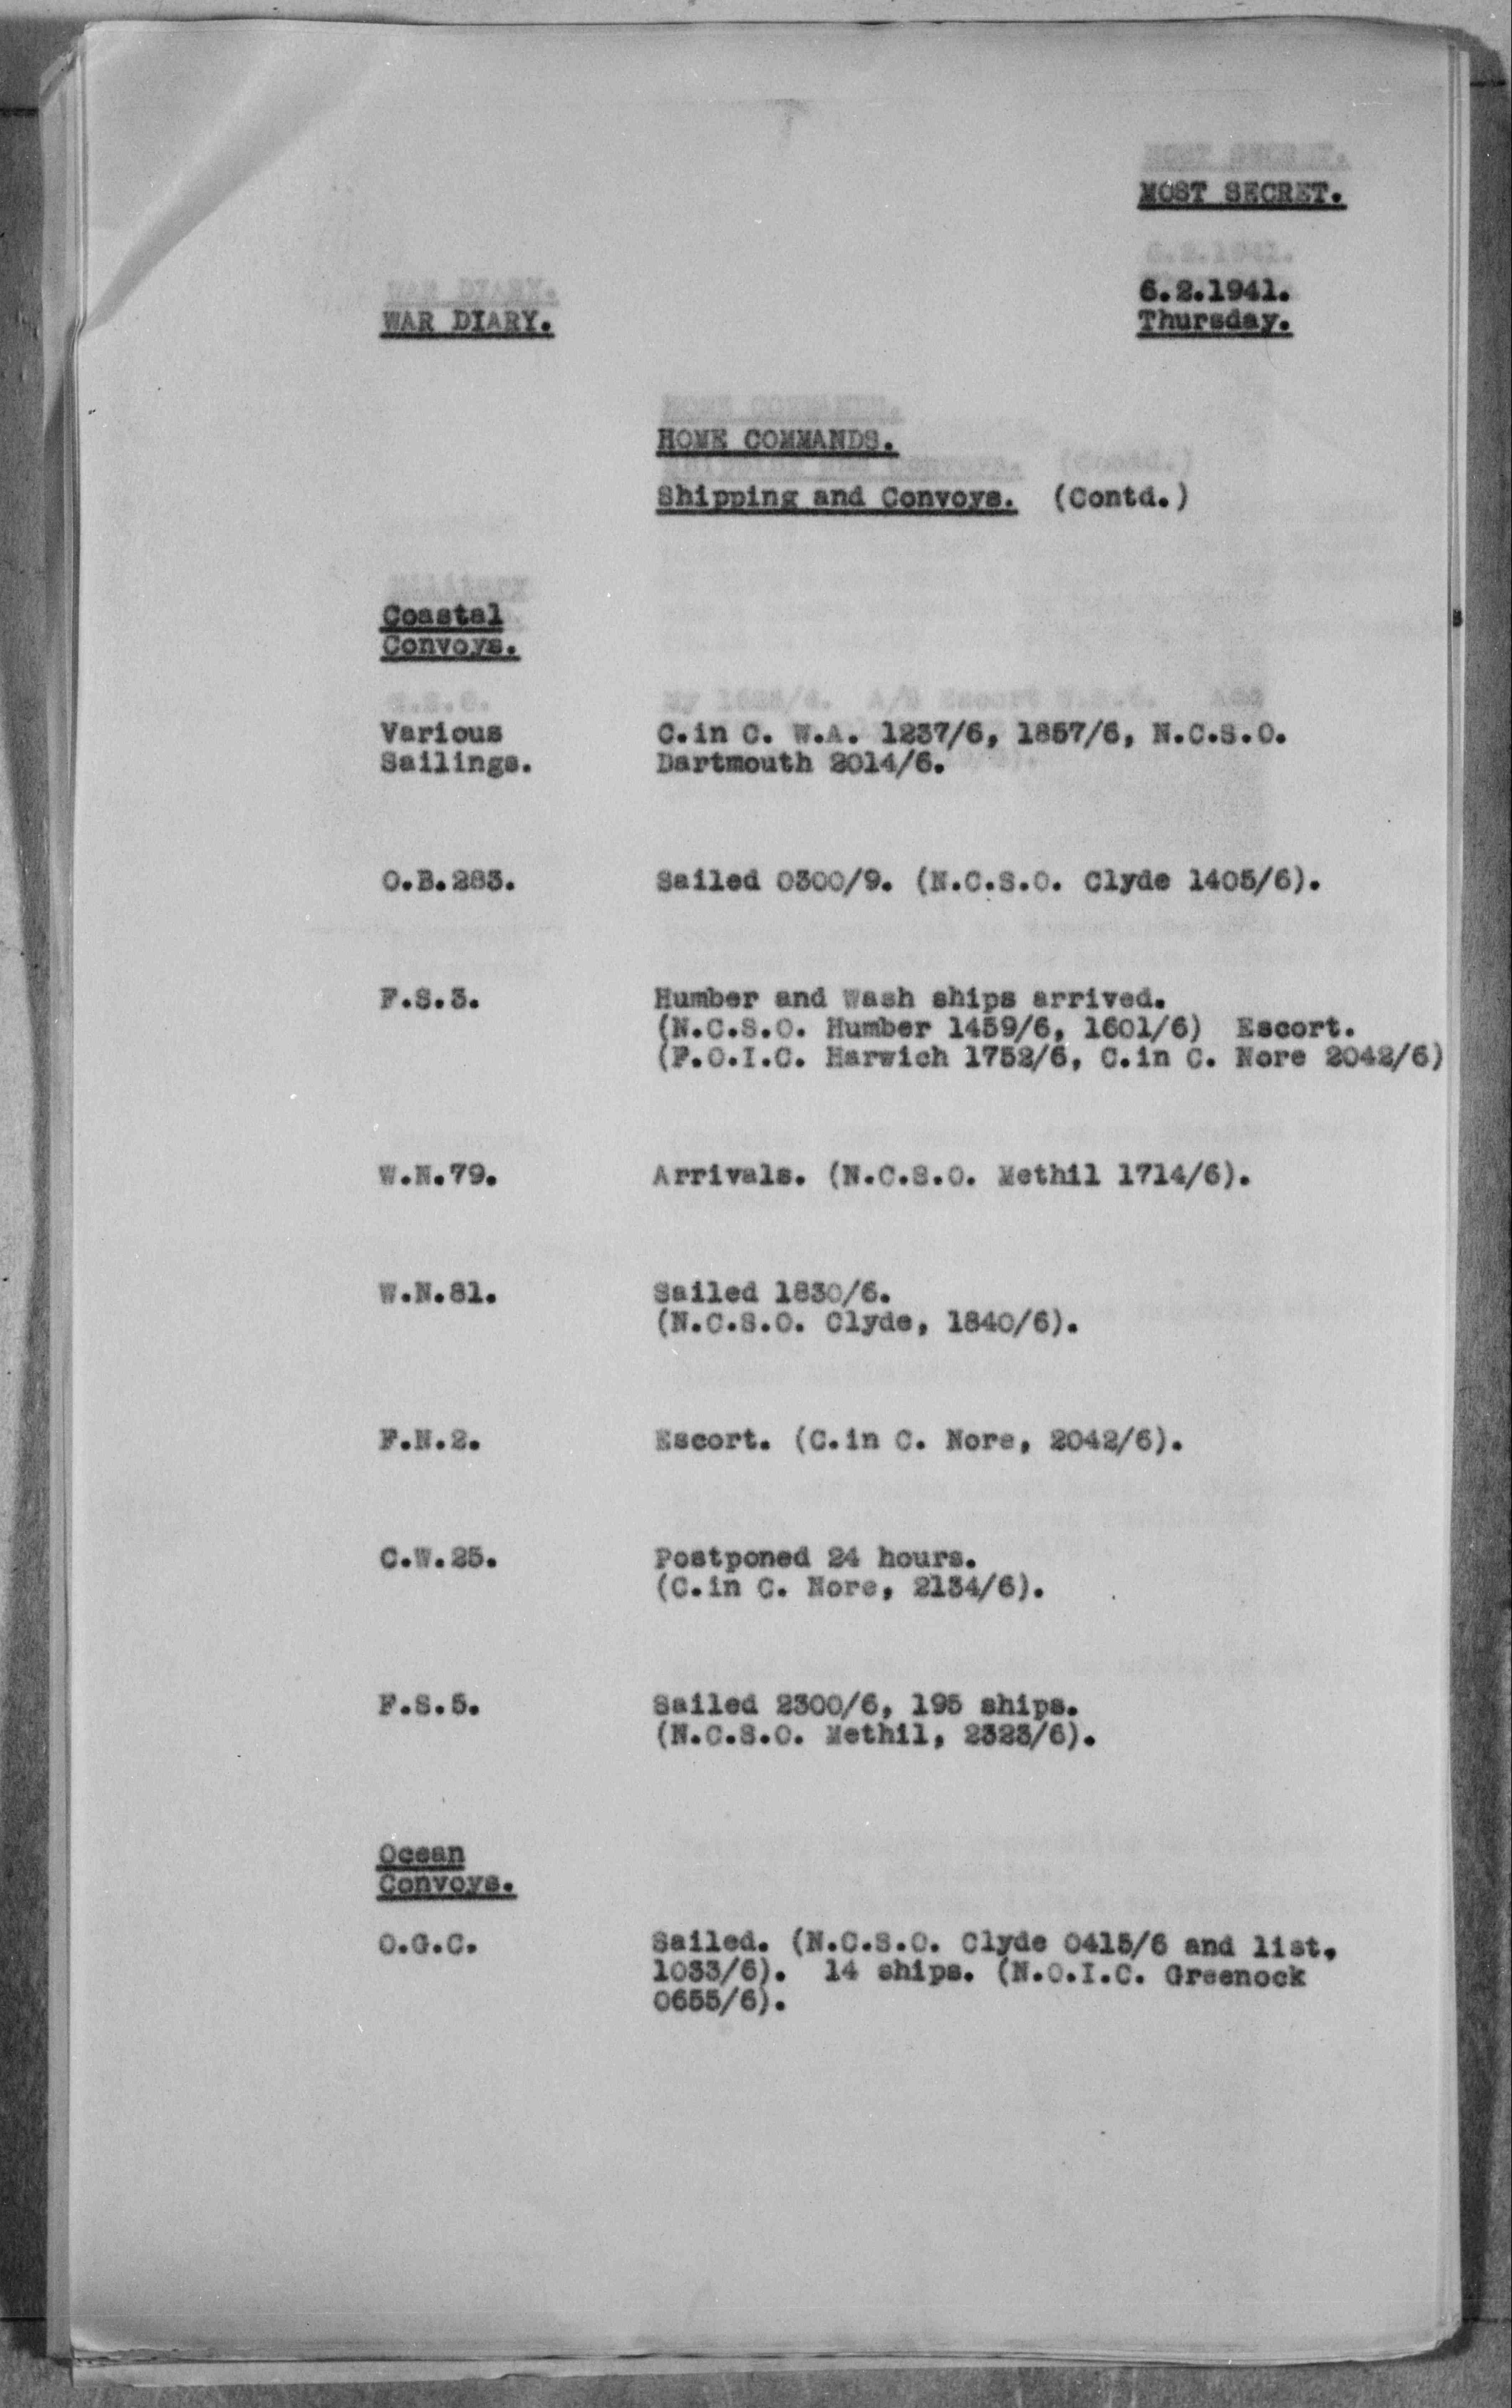 MOST SECRET.
6.2.1941.
WAR DIARY. Thursday.
HOME COMMANDS.
Shipping and Convoys. (Contd.)
Coastal
Convoys.
Various C.in C. W.A. 1237/6, 1857/6, N.C.S.O.
Sailings. Dartmouth 2014/6.
O.B.283. Sailed 0300/9. (N.C.S.O. Clyde 1405/6).
F.S.3. Humber and Wash ships arrived.
(N.C.S.O. Humber 1459/6, 1601/6) Escort.
(F.O.I.C. Harwich 1752/6, C.in C. Nore 2042/6)
W.N.79. Arrivals. (N.C.S.O. Methil 1714/6).
W.N.81. Sailed 1830/6.
(N.C.S.O. Clyde, 1840/6).
F.N.2. Escort. (C.in C. Nore, 2042/6).
C.W.25. Postponed 24 hours.
(C.in C. Nore, 2134/6).
F.S.5. Sailed 2300/6, 195 ships.
(N.C.S.O. Methil, 2323/6).
Ocean
Convoys.
O.G.C. Sailed. (N.C.S.O. Clyde 0415/6 and list.
1033/6). 14 ships. (N.O.I.C. Greenock
0655/6).